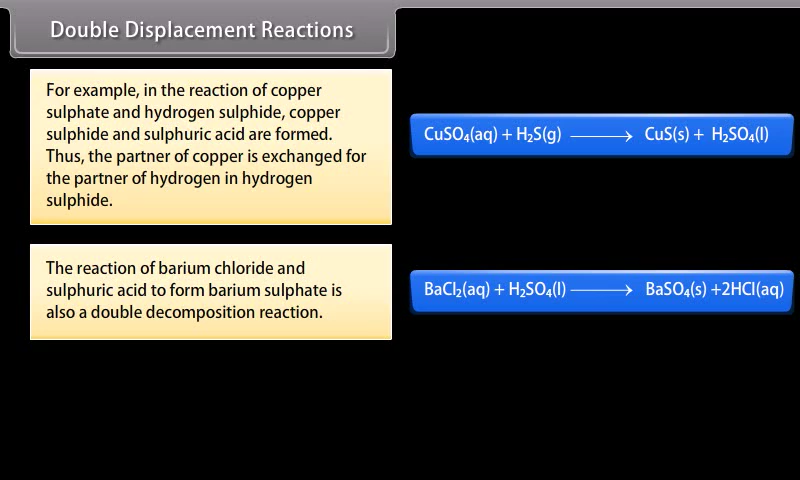 Double Displacement Reactions
For example, in the reaction of copper
sulphate and hydrogen sulphide, copper
sulphide and sulphuric acid are formed.
Thus, the partner of copper is exchanged for
the partner of hydrogen in hydrogen
sulphide.
CuSO₄(aq) + H₂S(g) ⟶ CuS(s) + H₂SO₄(l)
The reaction of barium chloride and
sulphuric acid to form barium sulphate is
also a double decomposition reaction.
BaCl₂(aq) + H₂SO₄(l) ⟶ BaSO₄(s) +2HCl(aq)